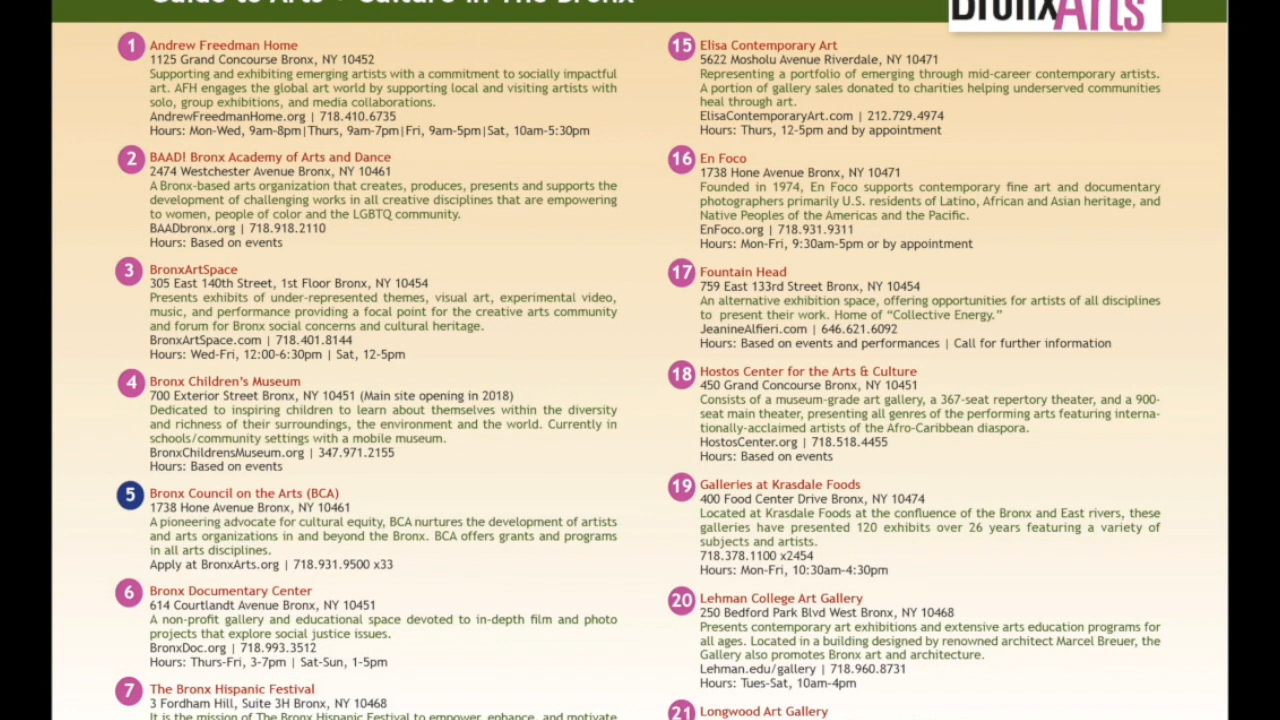 Guide to Arts + Culture in The Bronx
BronxArts
1 Andrew Freedman Home
1125 Grand Concourse Bronx, NY 10452
Supporting and exhibiting emerging artists with a commitment to socially impactful
art. AFH engages the global art world by supporting local and visiting artists with
solo, group exhibitions, and media collaborations.
AndrewFreedmanHome.org | 718.410.6735
Hours: Mon-Wed, 9am-8pm|Thurs, 9am-7pm|Fri, 9am-5pm|Sat, 10am-5:30pm
2 BAAD! Bronx Academy of Arts and Dance
2474 Westchester Avenue Bronx, NY 10461
A Bronx-based arts organization that creates, produces, presents and supports the
development of challenging works in all creative disciplines that are empowering
to women, people of color and the LGBTQ community.
BAADbronx.org | 718.918.2110
Hours: Based on events
3 BronxArtSpace
305 East 140th Street, 1st Floor Bronx, NY 10454
Presents exhibits of under-represented themes, visual art, experimental video,
music, and performance providing a focal point for the creative arts community
and forum for Bronx social concerns and cultural heritage.
BronxArtSpace.com | 718.401.8144
Hours: Wed-Fri, 12:00-6:30pm | Sat, 12-5pm
4 Bronx Children's Museum
700 Exterior Street Bronx, NY 10451 (Main site opening in 2018)
Dedicated to inspiring children to learn about themselves within the diversity
and richness of their surroundings, the environment and the world. Currently in
schools/community settings with a mobile museum.
BronxChildrensMuseum.org | 347.971.2155
Hours: Based on events
5 Bronx Council on the Arts (BCA)
1738 Hone Avenue Bronx, NY 10461
A pioneering advocate for cultural equity, BCA nurtures the development of artists
and arts organizations in and beyond the Bronx. BCA offers grants and programs
in all arts disciplines.
Apply at BronxArts.org | 718.931.9500 x33
6 Bronx Documentary Center
614 Courtlandt Avenue Bronx, NY 10451
A non-profit gallery and educational space devoted to in-depth film and photo
projects that explore social justice issues.
BronxDoc.org | 718.993.3512
Hours: Thurs-Fri, 3-7pm | Sat-Sun, 1-5pm
7 The Bronx Hispanic Festival
3 Fordham Hill, Suite 3H Bronx, NY 10468
It is the mission of The Bronx Hispanic Festival to empower, enhance, and motivate
15 Elisa Contemporary Art
5622 Mosholu Avenue Riverdale, NY 10471
Representing a portfolio of emerging through mid-career contemporary artists.
A portion of gallery sales donated to charities helping underserved communities
heal through art.
ElisaContemporaryArt.com | 212.729.4974
Hours: Thurs, 12-5pm and by appointment
16 En Foco
1738 Hone Avenue Bronx, NY 10471
Founded in 1974, En Foco supports contemporary fine art and documentary
photographers primarily U.S. residents of Latino, African and Asian heritage, and
Native Peoples of the Americas and the Pacific.
EnFoco.org | 718.931.9311
Hours: Mon-Fri, 9:30am-5pm or by appointment
17 Fountain Head
759 East 133rd Street Bronx, NY 10454
An alternative exhibition space, offering opportunities for artists of all disciplines
to present their work. Home of “Collective Energy.”
JeanineAlfieri.com | 646.621.6092
Hours: Based on events and performances | Call for further information
18 Hostos Center for the Arts & Culture
450 Grand Concourse Bronx, NY 10451
Consists of a museum-grade art gallery, a 367-seat repertory theater, and a 900-
seat main theater, presenting all genres of the performing arts featuring interna-
tionally-acclaimed artists of the Afro-Caribbean diaspora.
HostosCenter.org | 718.518.4455
Hours: Based on events
19 Galleries at Krasdale Foods
400 Food Center Drive Bronx, NY 10474
Located at Krasdale Foods at the confluence of the Bronx and East rivers, these
galleries have presented 120 exhibits over 26 years featuring a variety of
subjects and artists.
718.378.1100 x2454
Hours: Mon-Fri, 10:30am-4:30pm
20 Lehman College Art Gallery
250 Bedford Park Blvd West Bronx, NY 10468
Presents contemporary art exhibitions and extensive arts education programs for
all ages. Located in a building designed by renowned architect Marcel Breuer, the
Gallery also promotes Bronx art and architecture.
Lehman.edu/gallery | 718.960.8731
Hours: Tues-Sat, 10am-4pm
21 Longwood Art Gallery